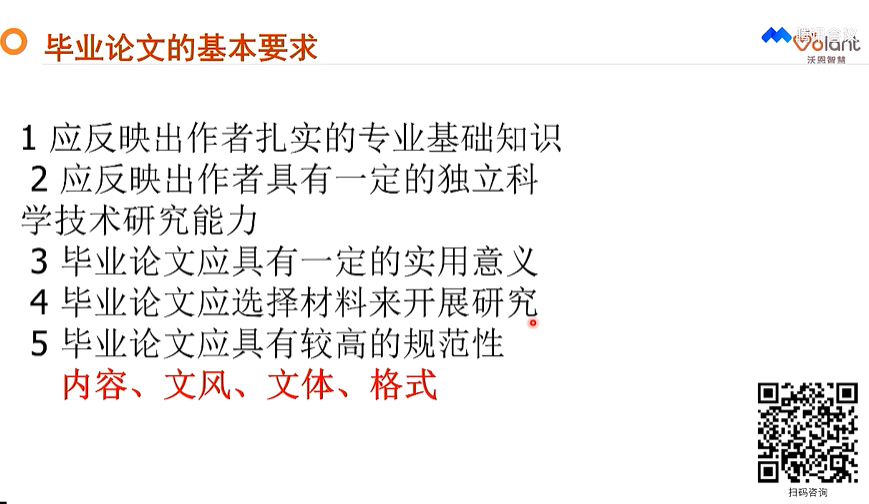 毕业论文的基本要求
Volant
沃恩智慧
1 应反映出作者扎实的专业基础知识
2 应反映出作者具有一定的独立科
学技术研究能力
3 毕业论文应具有一定的实用意义
4 毕业论文应选择材料来开展研究
5 毕业论文应具有较高的规范性
内容、文风、文体、格式
扫码咨询